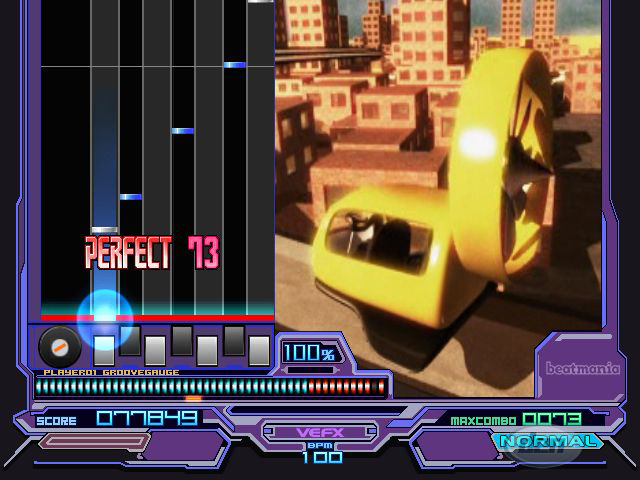 PERFECT 73
100%
PLAYER01 GROOVEGAUGE
beatmania
SCORE 077849
VEFX
MAXCOMBO 0073
BPM
100
NORMAL